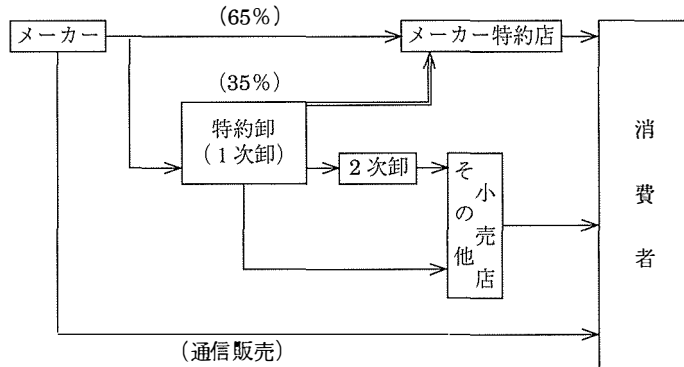 (65%)
メーカー
メーカー特約店
(35%)
特約卸
(1次卸)
2次卸
その他
小売店
消費者
(通信販売)